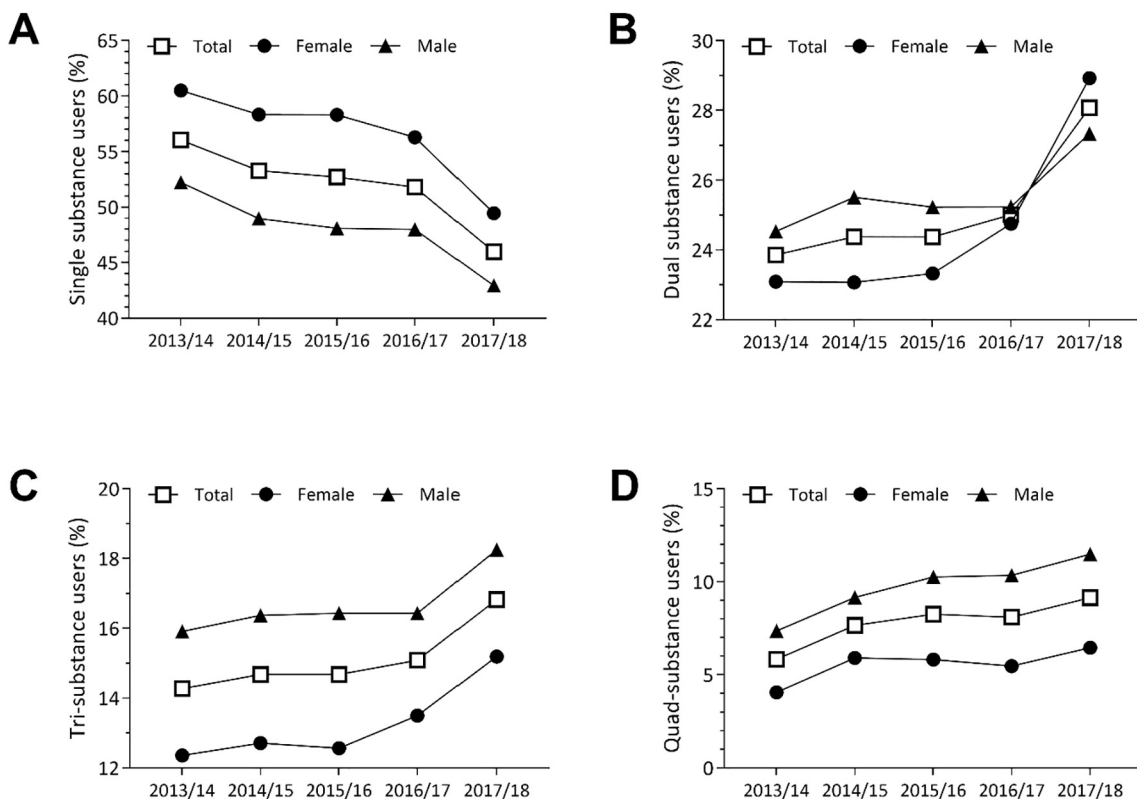 A
Single substance users (%)
Total Female Male
65
60
55
50
45
40
2013/14 2014/15 2015/16 2016/17 2017/18
B
Dual substance users (%)
Total Female Male
30
28
26
24
22
2013/14 2014/15 2015/16 2016/17 2017/18
C
Tri-substance users (%)
Total Female Male
20
18
16
14
12
2013/14 2014/15 2015/16 2016/17 2017/18
D
Quad-substance users (%)
Total Female Male
15
10
5
0
2013/14 2014/15 2015/16 2016/17 2017/18